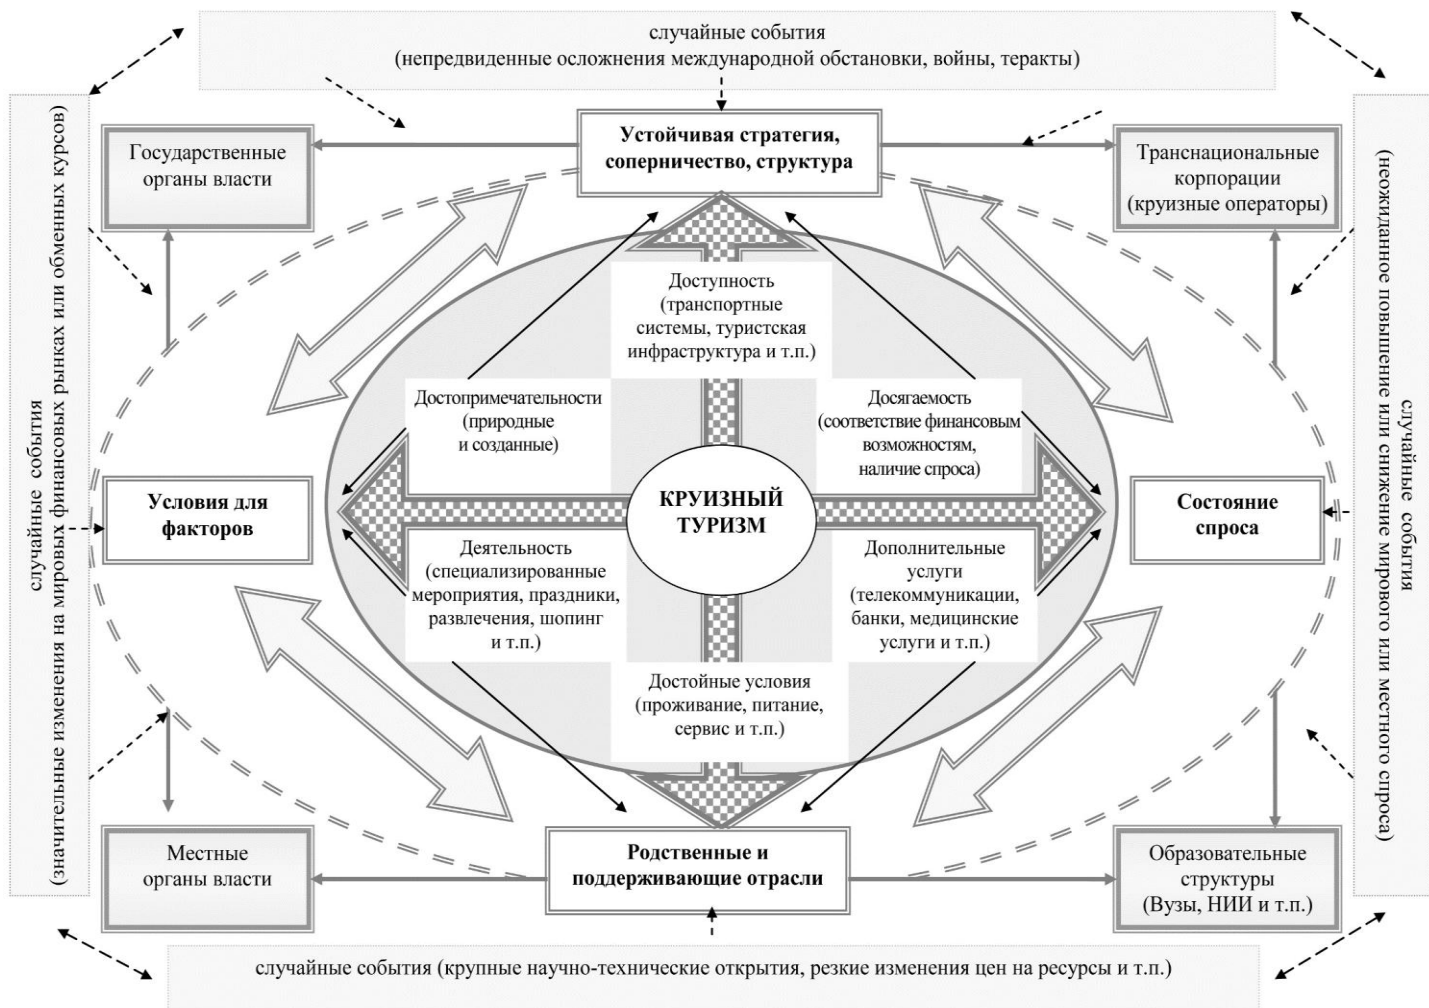 случайные события
(непредвиденные осложнения международной обстановки, войны, теракты)
случайные события
(значительные изменения на мировых финансовых рынках или обменных курсов)
Государственные
органы власти
Устойчивая стратегия,
соперничество, структура
Транснациональные
корпорации
(круизные операторы)
случайные события
(неожиданное повышение или снижение мирового или местного спроса)
Доступность
(транспортные
системы, туристская
инфраструктура и т.п.)
Достопримечательности
(природные
и созданные)
Досягаемость
(соответствие финансовым
возможностям,
наличие спроса)
Условия для
факторов
КРУИЗНЫЙ
ТУРИЗМ
Состояние
спроса
Деятельность
(специализированные
мероприятия, праздники,
развлечения, шопинг
и т.п.)
Дополнительные
услуги
(телекоммуникации,
банки, медицинские
услуги и т.п.)
Достойные условия
(проживание, питание,
сервис и т.п.)
Местные
органы власти
Родственные и
поддерживающие отрасли
Образовательные
структуры
(Вузы, НИИ и т.п.)
случайные события (крупные научно-технические открытия, резкие изменения цен на ресурсы и т.п.)